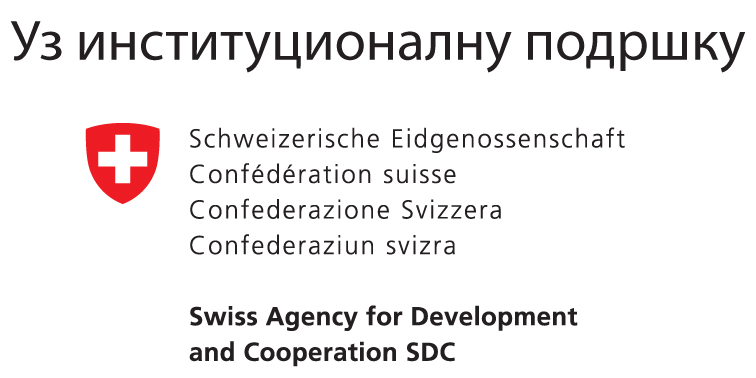 Уз институционалну подршку
Schweizerische Eidgenossenschaft
Confédération suisse
Confederazione Svizzera
Confederaziun svizra
Swiss Agency for Development
and Cooperation SDC